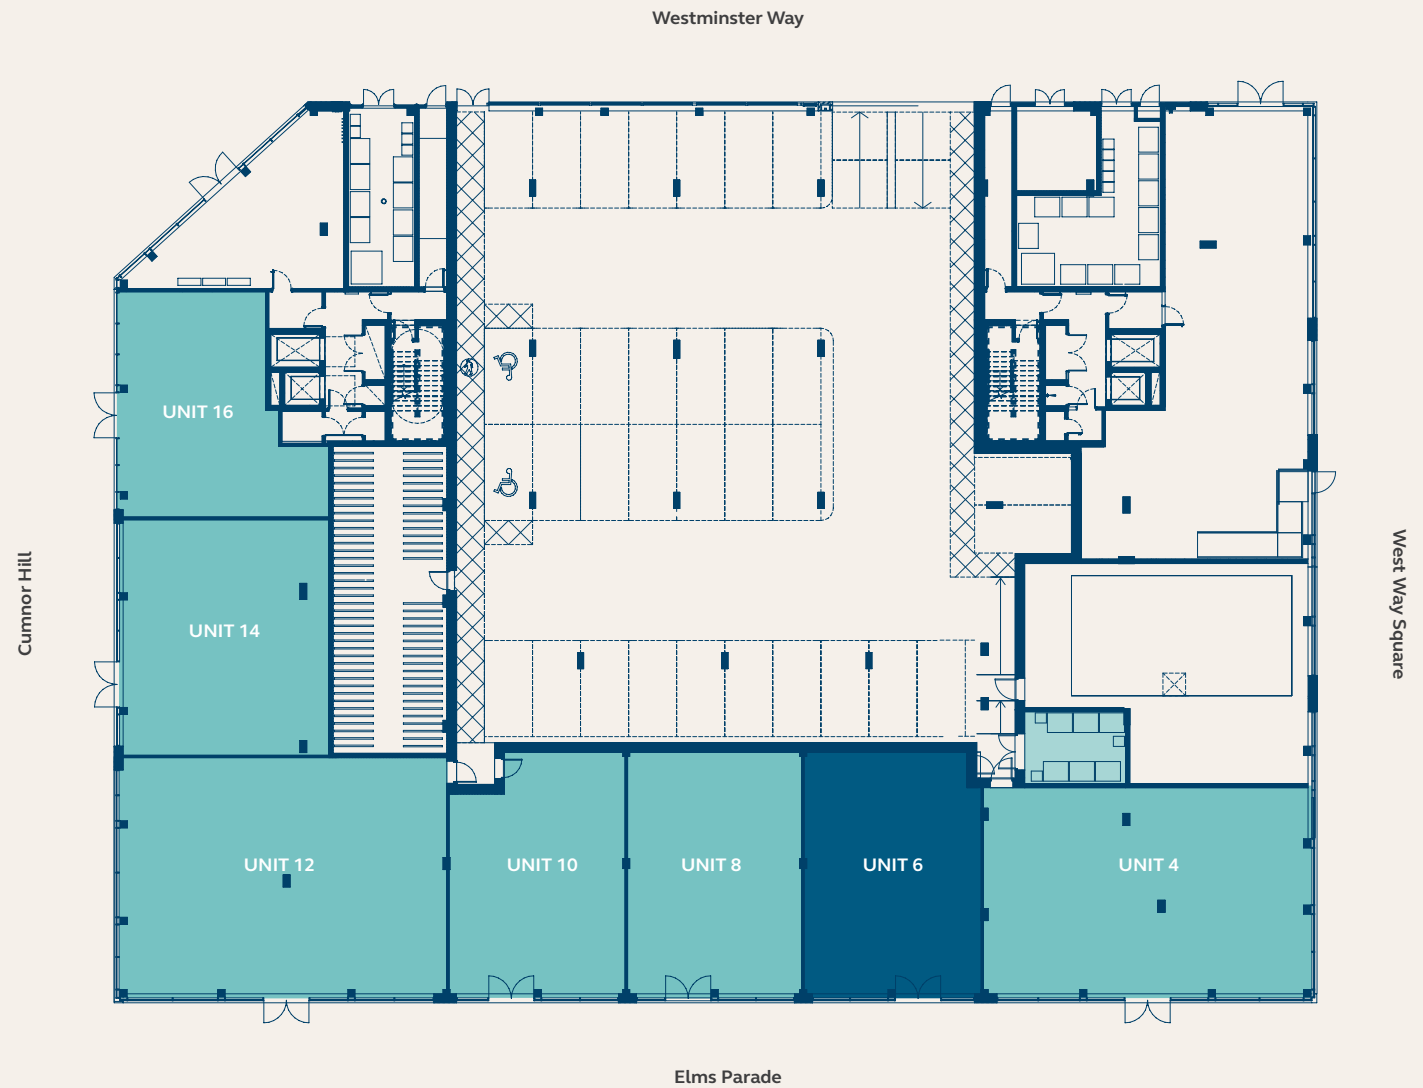 Westminster Way
UNIT 16
Cumnor Hill
West Way Square
UNIT 14
UNIT 12
UNIT 10
UNIT 8
UNIT 6
UNIT 4
Elms Parade